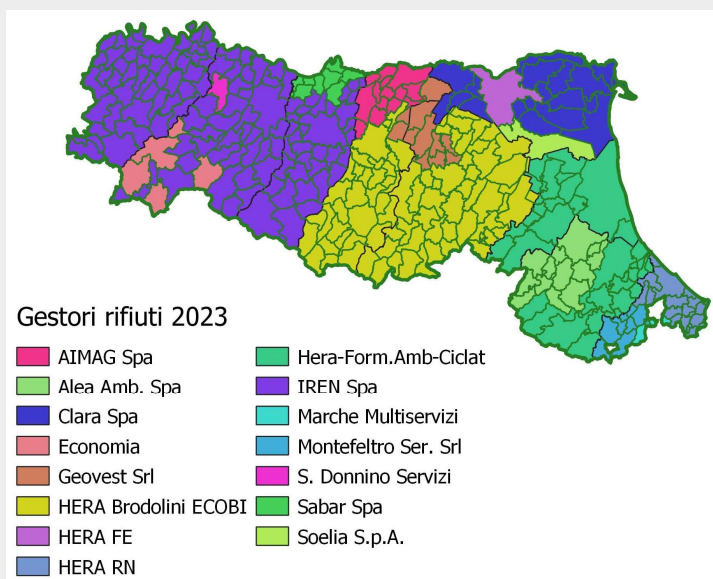 Gestori rifiuti 2023
AIMAG Spa
Alea Amb. Spa
Clara Spa
Economia
Geovest Srl
HERA Brodolini ECOBI
HERA FE
HERA RN
Hera-Form.Amb-Ciclat
IREN Spa
Marche Multiservizi
Montefeltro Ser. Srl
S. Donnino Servizi
Sabar Spa
Soelia S.p.A.